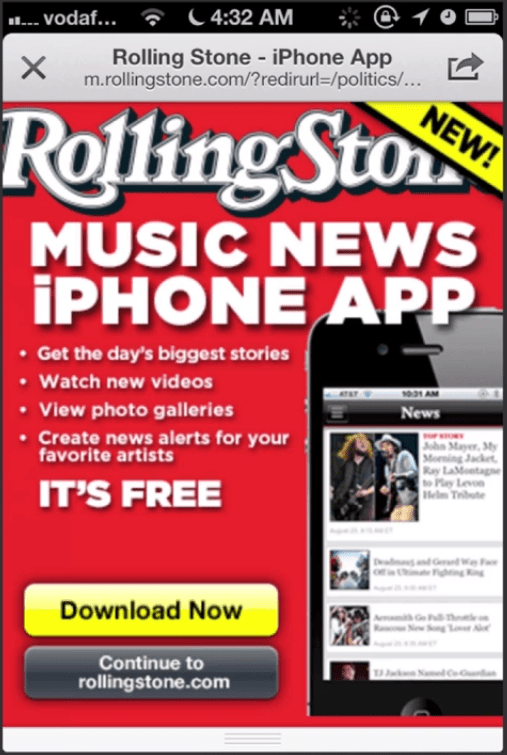 vodaf... 4:32 AM
Rolling Stone - iPhone App
m.rollingstone.com/?redirurl=/politics/...
RollingSton
NEW!
MUSIC NEWS
iPHONE APP
• Get the day's biggest stories
• Watch new videos
• View photo galleries
• Create news alerts for your
favorite artists
IT'S FREE
Download Now
Continue to
rollingstone.com
AT&T 10:31 AM
News
TOP STORY
John Mayer, My
Morning Jacket,
Ray LaMontagne
to Play Levon
Helm Tribute
Deadmau5 and Gerard Way Face
Off in Ultimate Fighting Ring
Aerosmith Go Full-Throttle on
Raucous New Song 'Lover Alot'
TJ Jackson Named Co-Guardian